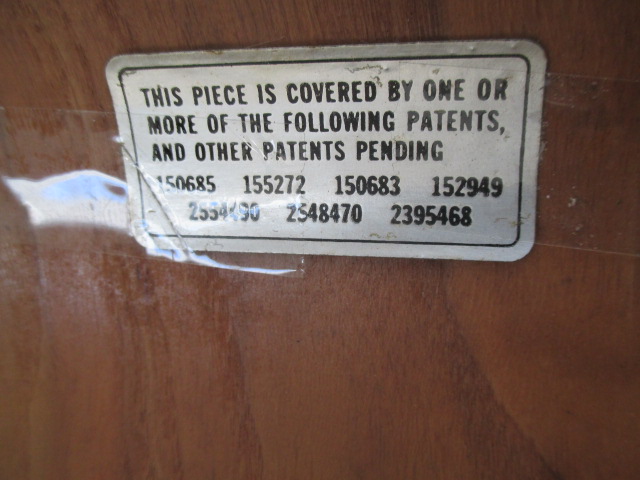 THIS PIECE IS COVERED BY ONE OR
MORE OF THE FOLLOWING PATENTS,
AND OTHER PATENTS PENDING
150685 155272 150683 152949
2548470 2395468